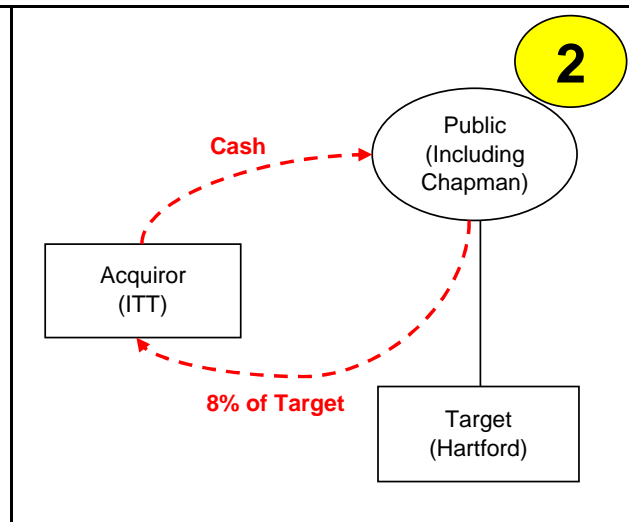 2
Public
(Including
Chapman)
Cash
Acquiror
(ITT)
8% of Target
Target
(Hartford)